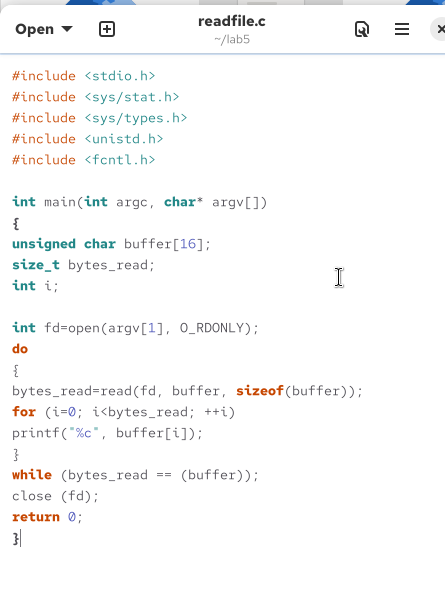 Open
readfile.c
~/lab5
#include <stdio.h>
#include <sys/stat.h>
#include <sys/types.h>
#include <unistd.h>
#include <fcntl.h>
int main(int argc, char* argv[])
{
unsigned char buffer[16];
size_t bytes_read;
int i;
int fd=open(argv[1], O_RDONLY);
do
{
bytes_read=read(fd, buffer, sizeof(buffer));
for (i=0; i<bytes_read; ++i)
printf("%c", buffer[i]);
}
while (bytes_read == (buffer));
close (fd);
return 0;
}